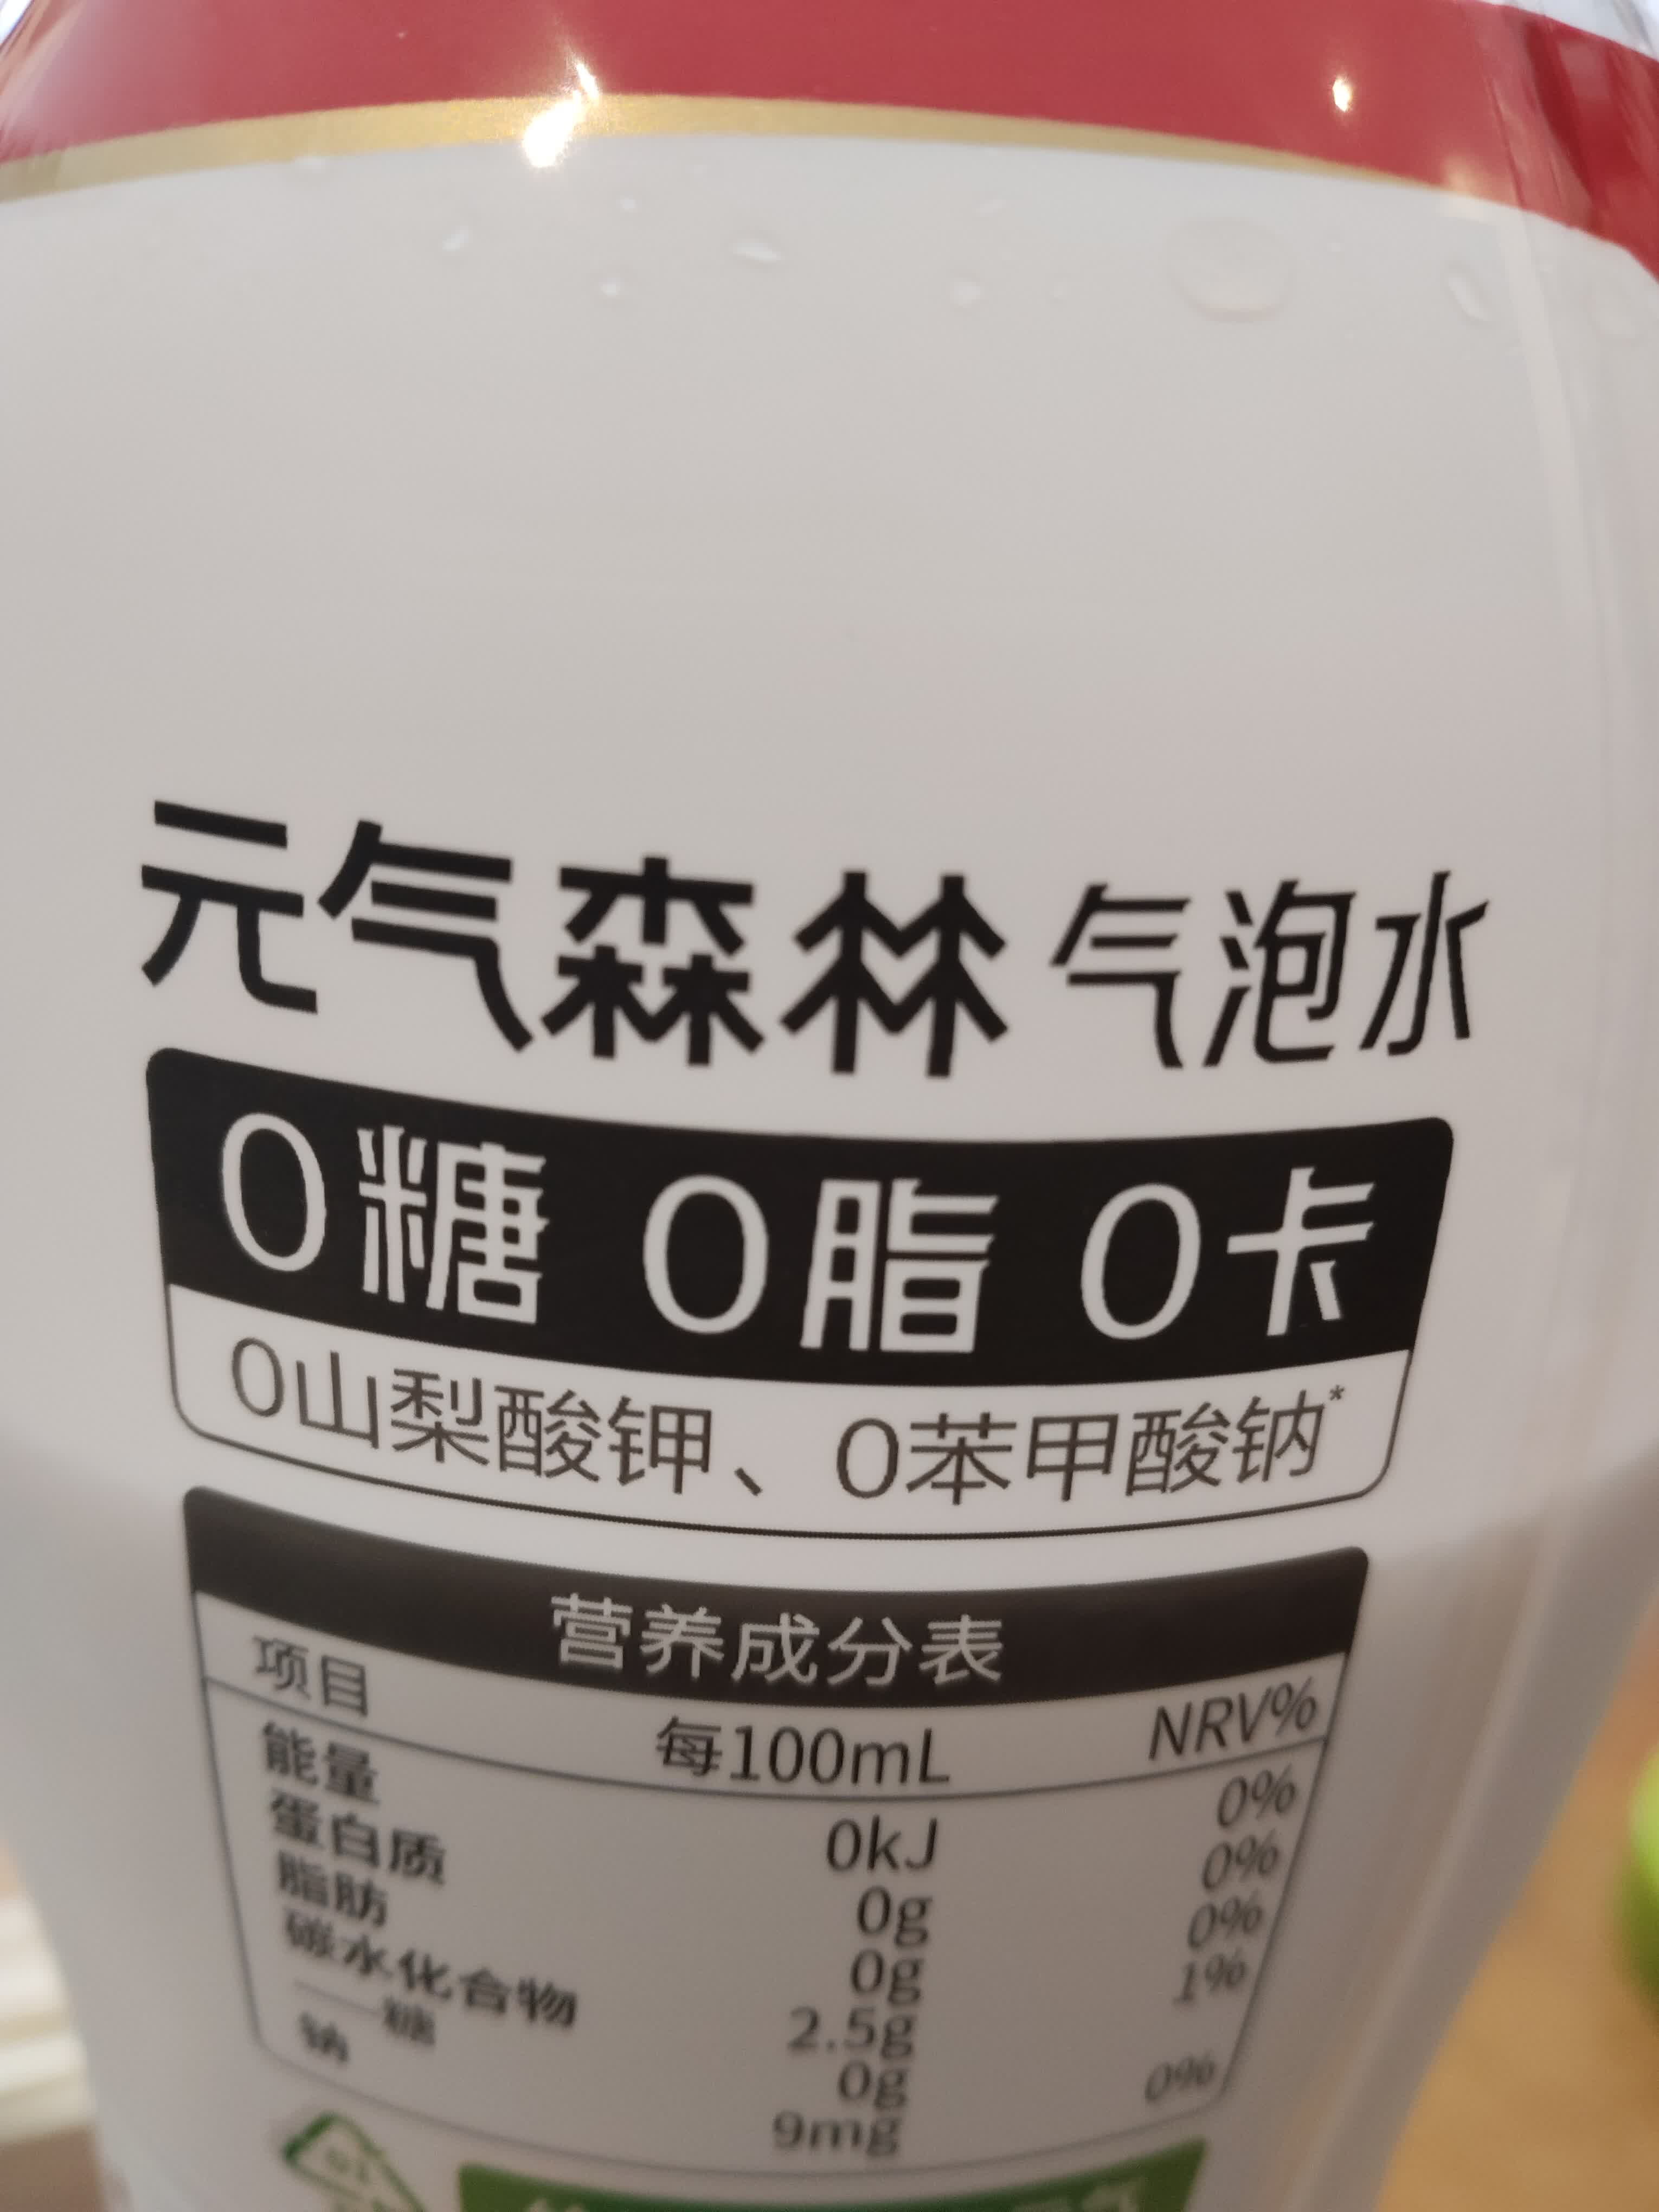 元气森林 气泡水
0糖 0脂 0卡
0山梨酸钾、0苯甲酸钠*
营养成分表
项目 每100mL NRV%
能量 0kJ 0%
蛋白质 0g 0%
脂肪 0g 0%
碳水化合物 2.5g 1%
——糖 0g
钠 9mg 0%
01